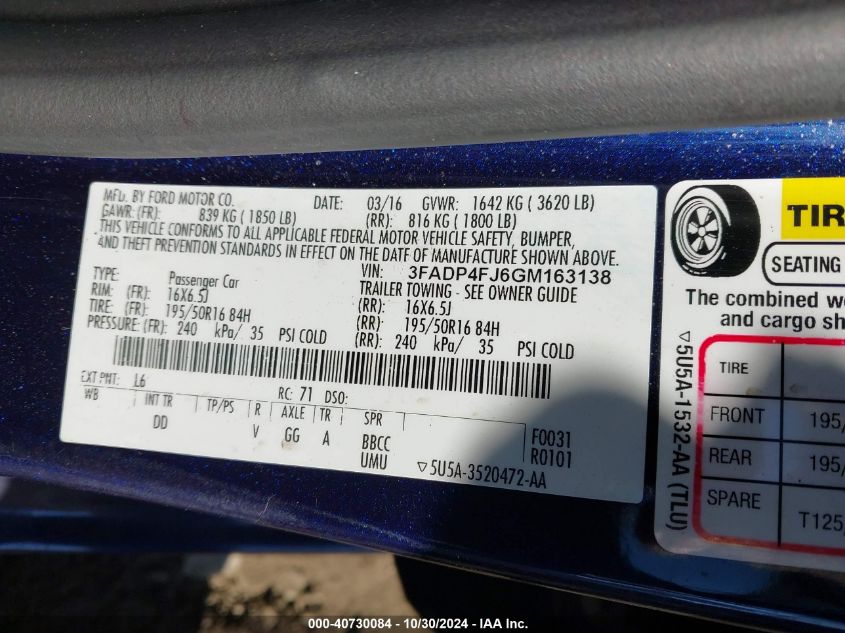 MFD. BY FORD MOTOR CO. DATE: 03/16 GVWR: 1642 KG ( 3620 LB)
GAWR: (FR): 839 KG ( 1850 LB) (RR): 816 KG ( 1800 LB)
THIS VEHICLE CONFORMS TO ALL APPLICABLE FEDERAL MOTOR VEHICLE SAFETY, BUMPER,
AND THEFT PREVENTION STANDARDS IN EFFECT ON THE DATE OF MANUFACTURE SHOWN ABOVE.
VIN: 3FADP4FJ6GM163138
TYPE: Passenger Car TRAILER TOWING - SEE OWNER GUIDE
RIM: (FR): 16X6.5J (RR): 16X6.5J
TIRE: (FR): 195/50R16 84H (RR) 195/50R16 84H
PRESSURE: (FR): 240 kPa/ 35 PSI COLD (RR) 240 kPa/ 35 PSI COLD
EXT PNT: L6 RC: 71 DSO:
WB INT TR TP/PS R AXLE TR SPR
DD V GG A BBCC F0031
UMU R0101
▽5U5A-3520472-AA
TIR
SEATING
The combined
and cargo
TIRE
FRONT 195/
REAR 195/
SPARE T125/
▽5U5A-1532-AA (TLU)
000-40730084 - 10/30/2024 - IAA Inc.